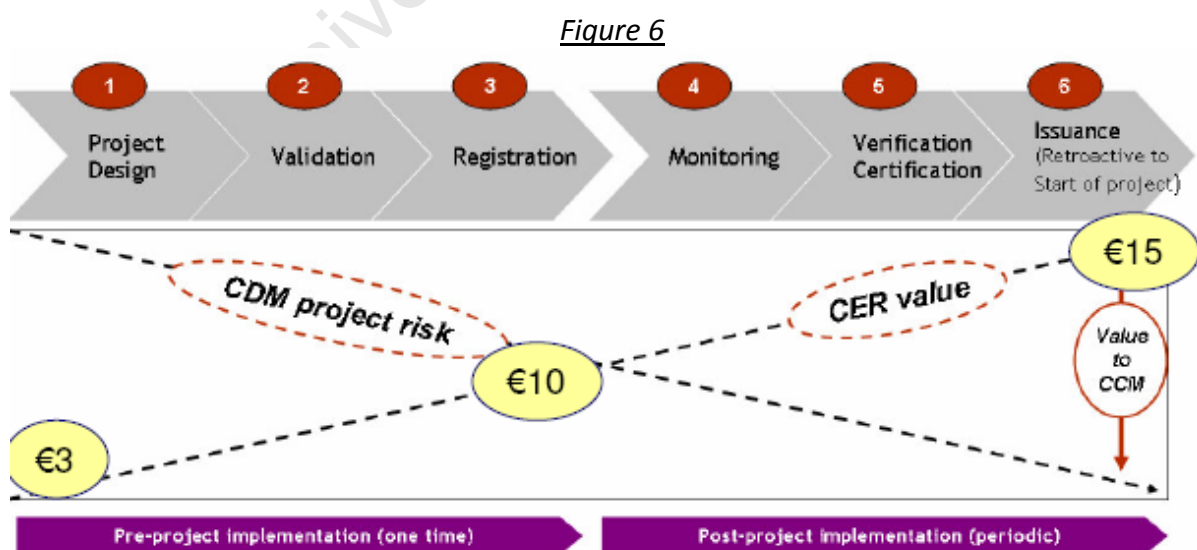 Figure 6
1
2
3
4
5
6
Project
Design
Validation
Registration
Monitoring
Verification
Certification
Issuance
(Retroactive to
Start of project)
CDM project risk
CER value
€15
Value
to
CCM
€10
€3
Pre-project implementation (one time)
Post-project implementation (periodic)